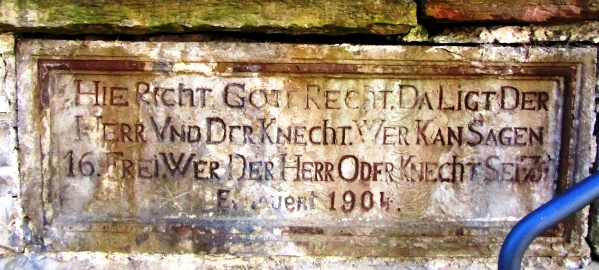 HIE RICHT. GOTT RECHT. DA LIGT DER
HERR VND DER KNECHT. WER KAN SAGEN
16. FREI WER DER HERR ODER KNECHT SEI 73
ERNEUERT 1904.